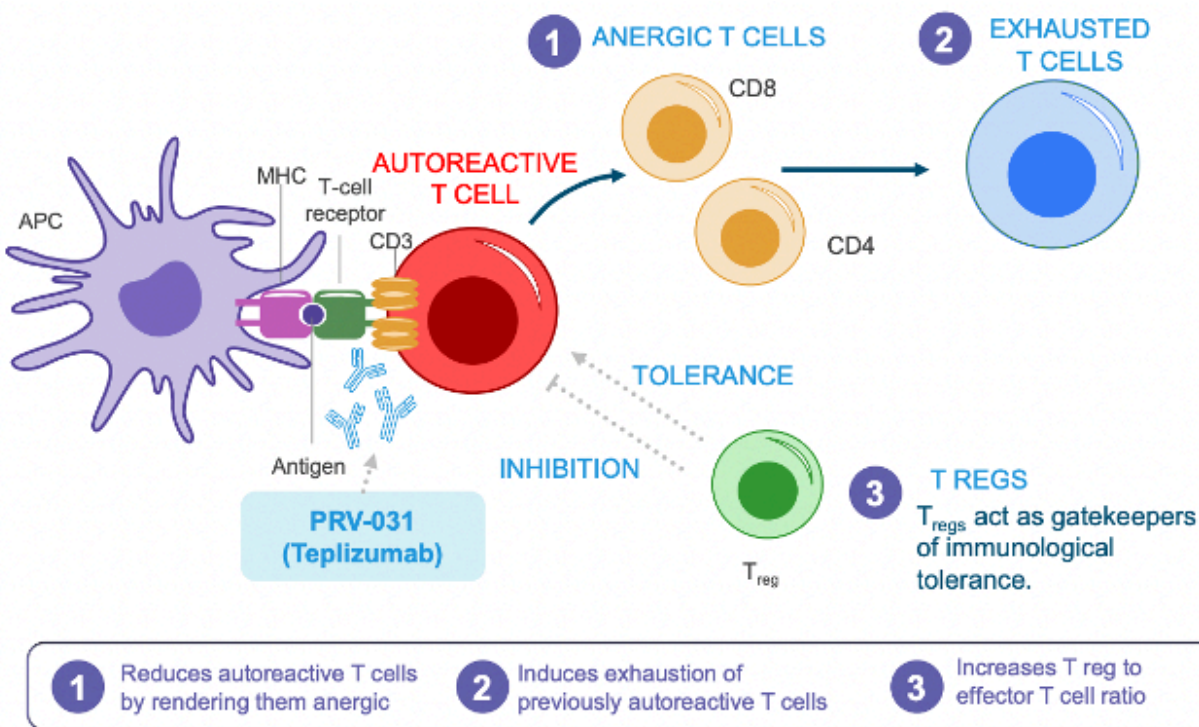 1 ANERGIC T CELLS
2 EXHAUSTED
T CELLS
CD8
CD4
AUTOREACTIVE
T CELL
MHC
T-cell
receptor
CD3
APC
Antigen
PRV-031
(Teplizumab)
TOLERANCE
INHIBITION
Treg
3 T REGS
Tregs act as gatekeepers
of immunological
tolerance.
1 Reduces autoreactive T cells
by rendering them anergic
2 Induces exhaustion of
previously autoreactive T cells
3 Increases T reg to
effector T cell ratio